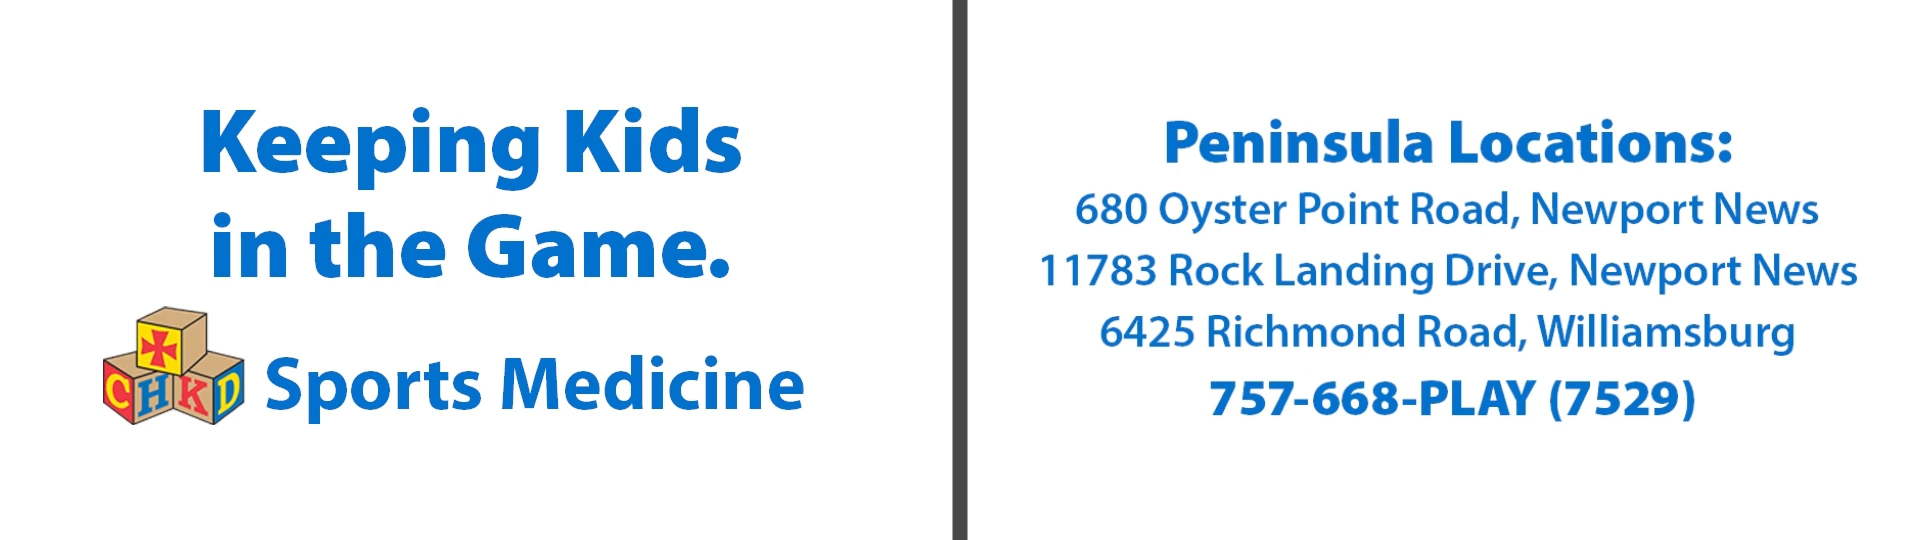 Keeping Kids
in the Game.
CHKD Sports Medicine
Peninsula Locations:
680 Oyster Point Road, Newport News
11783 Rock Landing Drive, Newport News
6425 Richmond Road, Williamsburg
757-668-PLAY (7529)